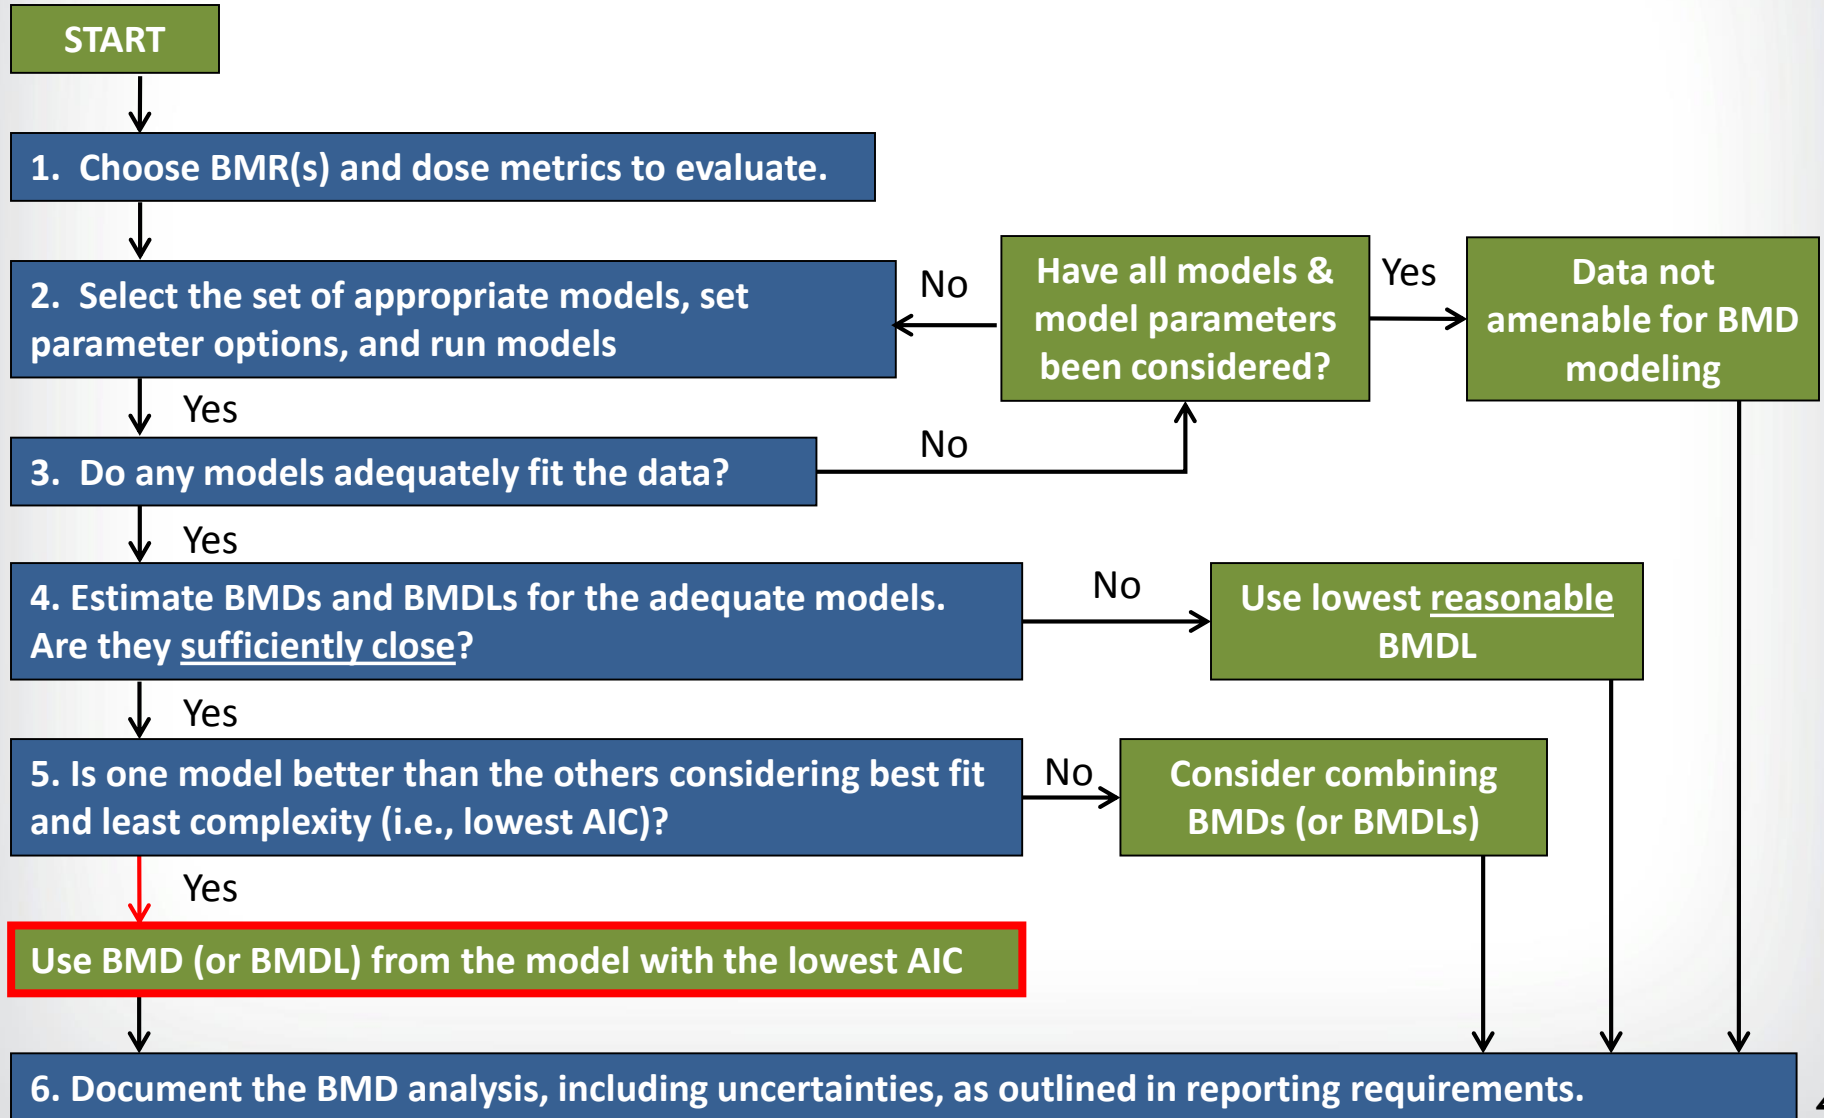 START
1. Choose BMR(s) and dose metrics to evaluate.
2. Select the set of appropriate models, set
parameter options, and run models
No
Have all models &
model parameters
been considered?
Yes
Data not
amenable for BMD
modeling
Yes
3. Do any models adequately fit the data?
No
Yes
4. Estimate BMDs and BMDLs for the adequate models.
Are they sufficiently close?
No
Use lowest reasonable
BMDL
Yes
5. Is one model better than the others considering best fit
and least complexity (i.e., lowest AIC)?
No
Consider combining
BMDs (or BMDLs)
Yes
Use BMD (or BMDL) from the model with the lowest AIC
6. Document the BMD analysis, including uncertainties, as outlined in reporting requirements.